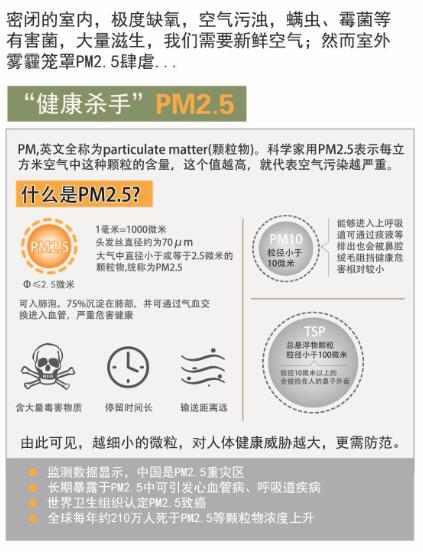 密闭的室内，极度缺氧，空气污浊，螨虫、霉菌等
有害菌，大量滋生，我们需要新鲜空气；然而室外
雾霾笼罩PM2.5肆虐...
“健康杀手” PM2.5
PM,英文全称为particulate matter(颗粒物)。科学家用PM2.5表示每立
方米空气中这种颗粒的含量，这个值越高，就代表空气污染越严重。
什么是PM2.5?
PM2.5
Φ≤2.5微米
1毫米=1000微米
头发丝直径约为70μm
大气中直径小于或等于2.5微米的
颗粒物,统称为PM2.5
可入肺泡。75%沉淀在肺部，并可通过气血交
换进入血管，严重危害健康
PM10
粒径小于
10微米
能够进入上呼吸
道可通过痰液等
排出也会被鼻腔
绒毛阻挡健康危
害相对较小
TSP
总悬浮物颗粒
粒径小于100微米
粒径10微米以上的
会被挡在人的鼻子外面
含大量毒害物质
停留时间长
输送距离远
由此可见，越细小的微粒，对人体健康威胁越大，更需防范。
监测数据显示，中国是PM2.5重灾区
长期暴露于PM2.5中可引发心血管病、呼吸道疾病
世界卫生组织认定PM2.5致癌
全球每年约210万人死于PM2.5等颗粒物浓度上升